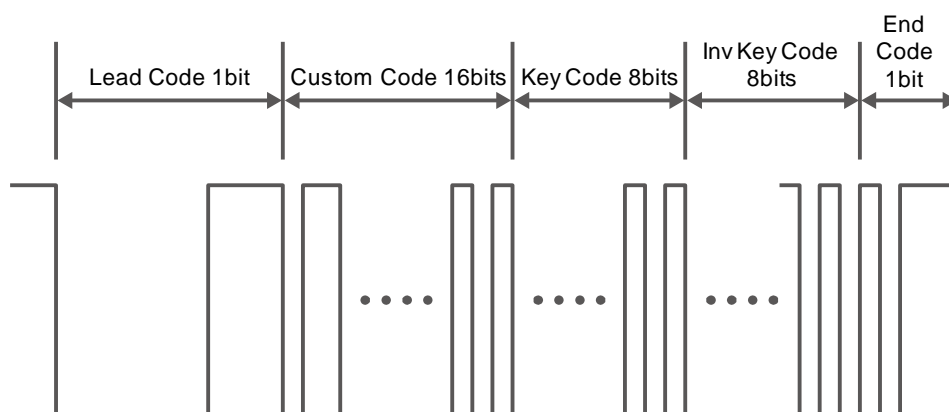 Lead Code 1bit
Custom Code 16bits
Key Code 8bits
Inv Key Code
8bits
End
Code
1bit